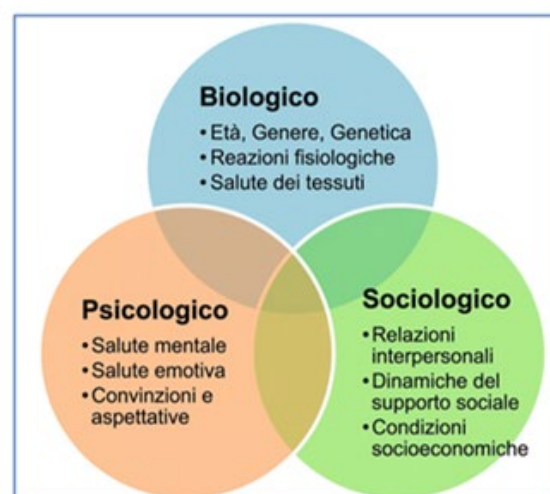 Biologico
• Età, Genere, Genetica
• Reazioni fisiologiche
• Salute dei tessuti
Psicologico
• Salute mentale
• Salute emotiva
• Convinzioni e
aspettative
Sociologico
• Relazioni
interpersonali
• Dinamiche del
supporto sociale
• Condizioni
socioeconomiche